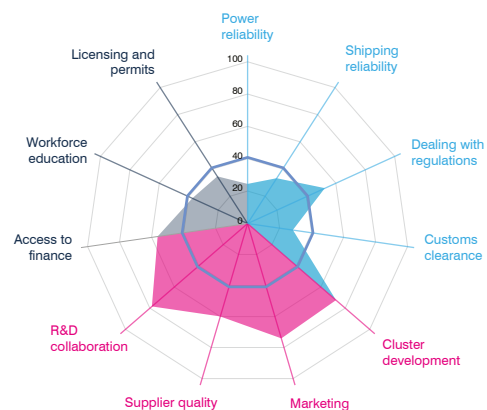 Power
reliability
Shipping
reliability
Dealing with
regulations
Customs
clearance
Cluster
development
Marketing
Supplier quality
R&D
collaboration
Access to
finance
Workforce
education
Licensing and
permits
100
80
60
40
20
0